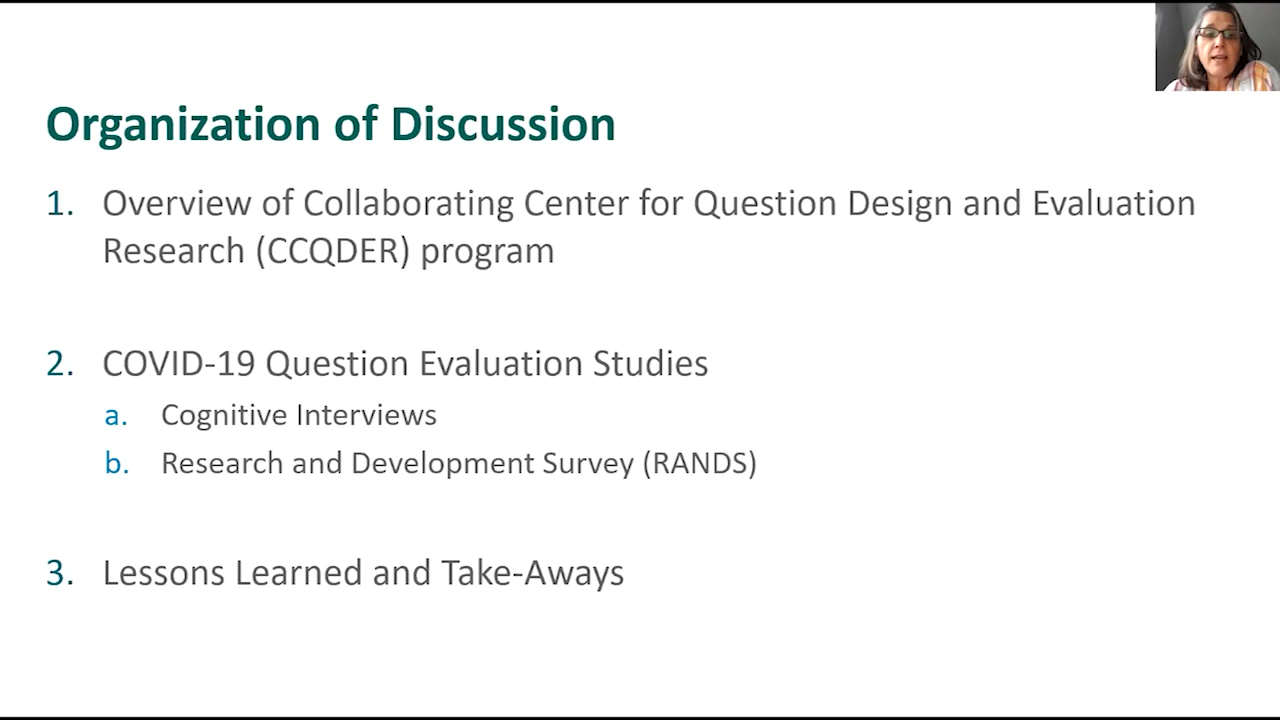 Organization of Discussion
1. Overview of Collaborating Center for Question Design and Evaluation
Research (CCQDER) program
2. COVID-19 Question Evaluation Studies
a. Cognitive Interviews
b. Research and Development Survey (RANDS)
3. Lessons Learned and Take-Aways